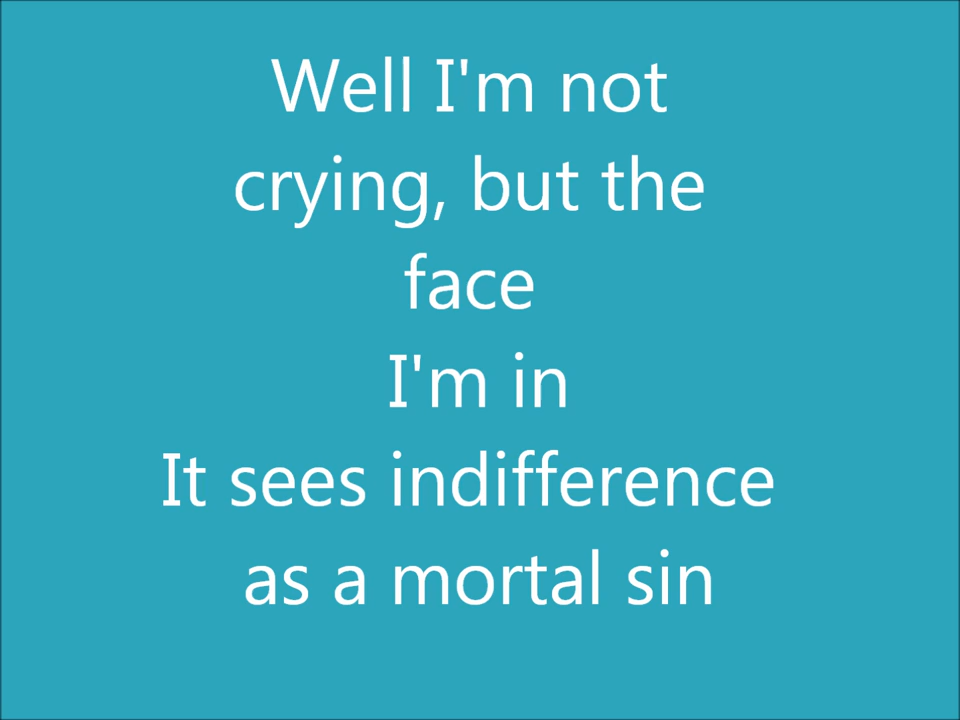 Well I'm not
crying, but the
face
I'm in
It sees indifference
as a mortal sin